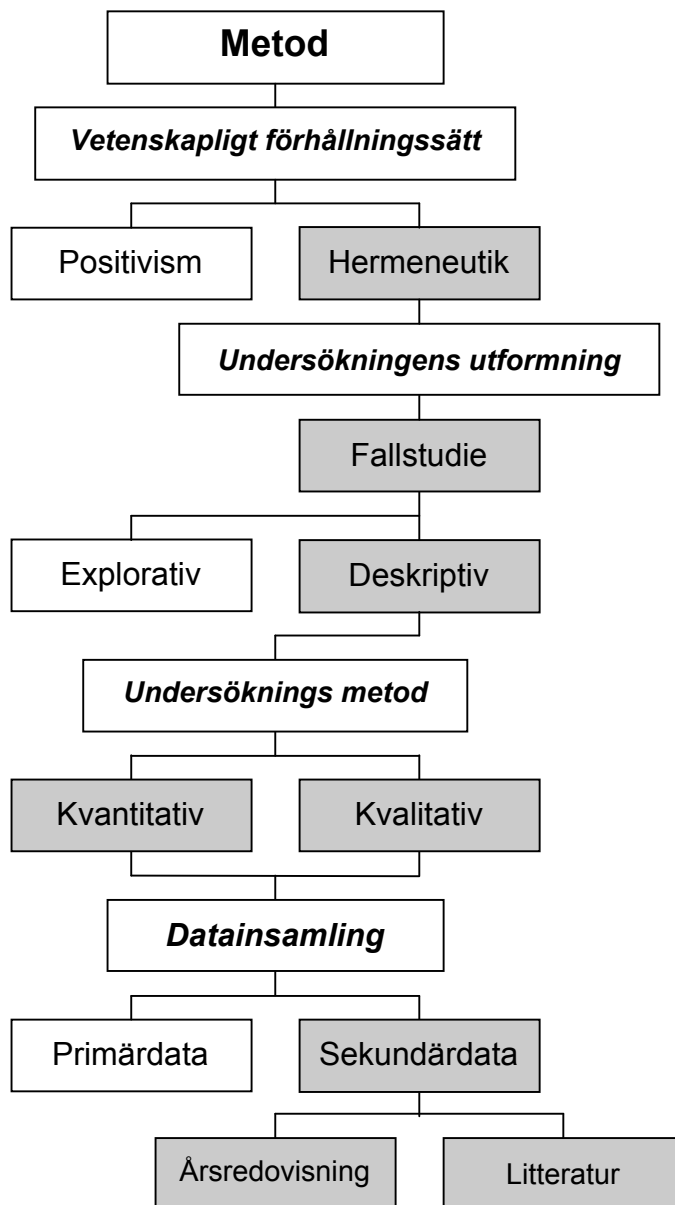 Metod
Vetenskapligt förhållningssätt
Positivism
Hermeneutik
Undersökningens utformning
Fallstudie
Explorativ
Deskriptiv
Undersöknings metod
Kvantitativ
Kvalitativ
Datainsamling
Primärdata
Sekundärdata
Årsredovisning
Litteratur